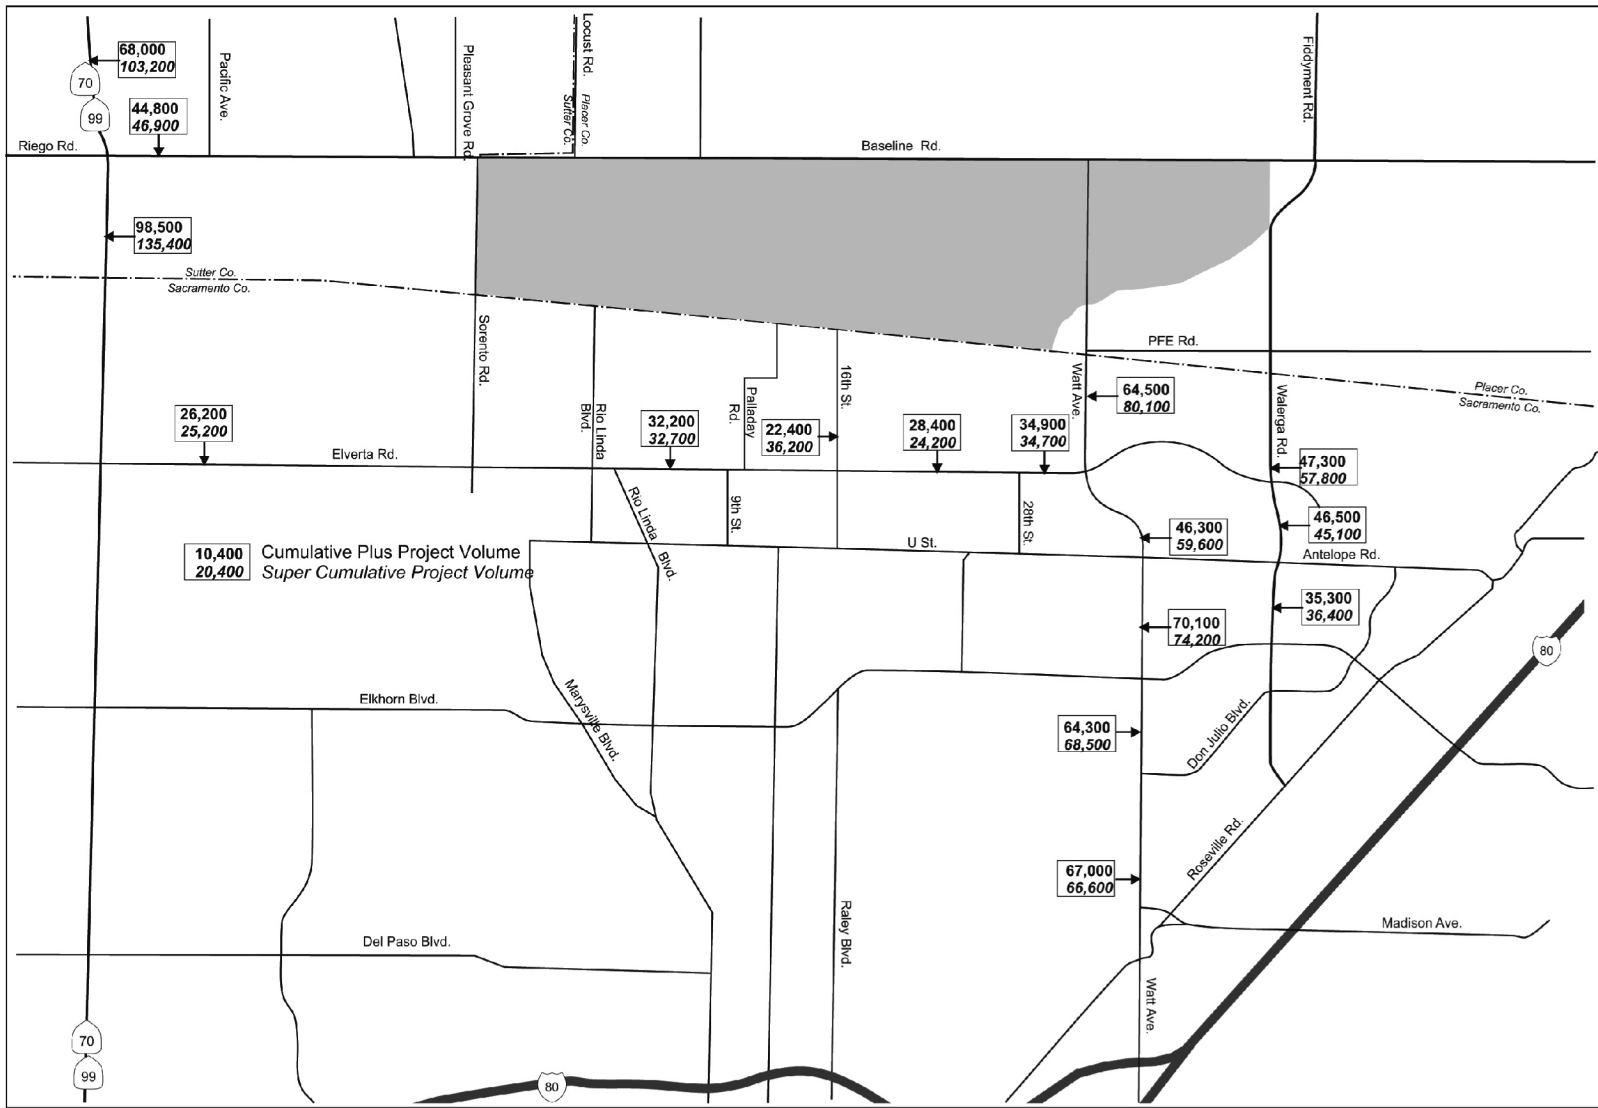 68,000
103,200
70
99
44,800
46,900
Pacific Ave.
Pleasant Grove Rd.
Locust Rd.
Sutter Co.
Placer Co.
Fiddyment Rd.
Riego Rd.
Baseline Rd.
98,500
135,400
Sutter Co.
Sacramento Co.
Sorento Rd.
Rio Linda
Blvd.
Palladay
Rd.
16th St.
Watt Ave.
PFE Rd.
Walerga Rd.
Placer Co.
Sacramento Co.
64,500
80,100
26,200
25,200
32,200
32,700
22,400
36,200
28,400
24,200
34,900
34,700
Elverta Rd.
47,300
57,800
Rio Linda Blvd.
9th St.
28th St.
46,300
59,600
46,500
45,100
U St.
Antelope Rd.
10,400 Cumulative Plus Project Volume
20,400 Super Cumulative Project Volume
35,300
36,400
70,100
74,200
80
Elkhorn Blvd.
Marysville Blvd.
64,300
68,500
Don Julio Blvd.
Roseville Rd.
67,000
66,600
Raley Blvd.
Madison Ave.
Del Paso Blvd.
Watt Ave.
70
99
80